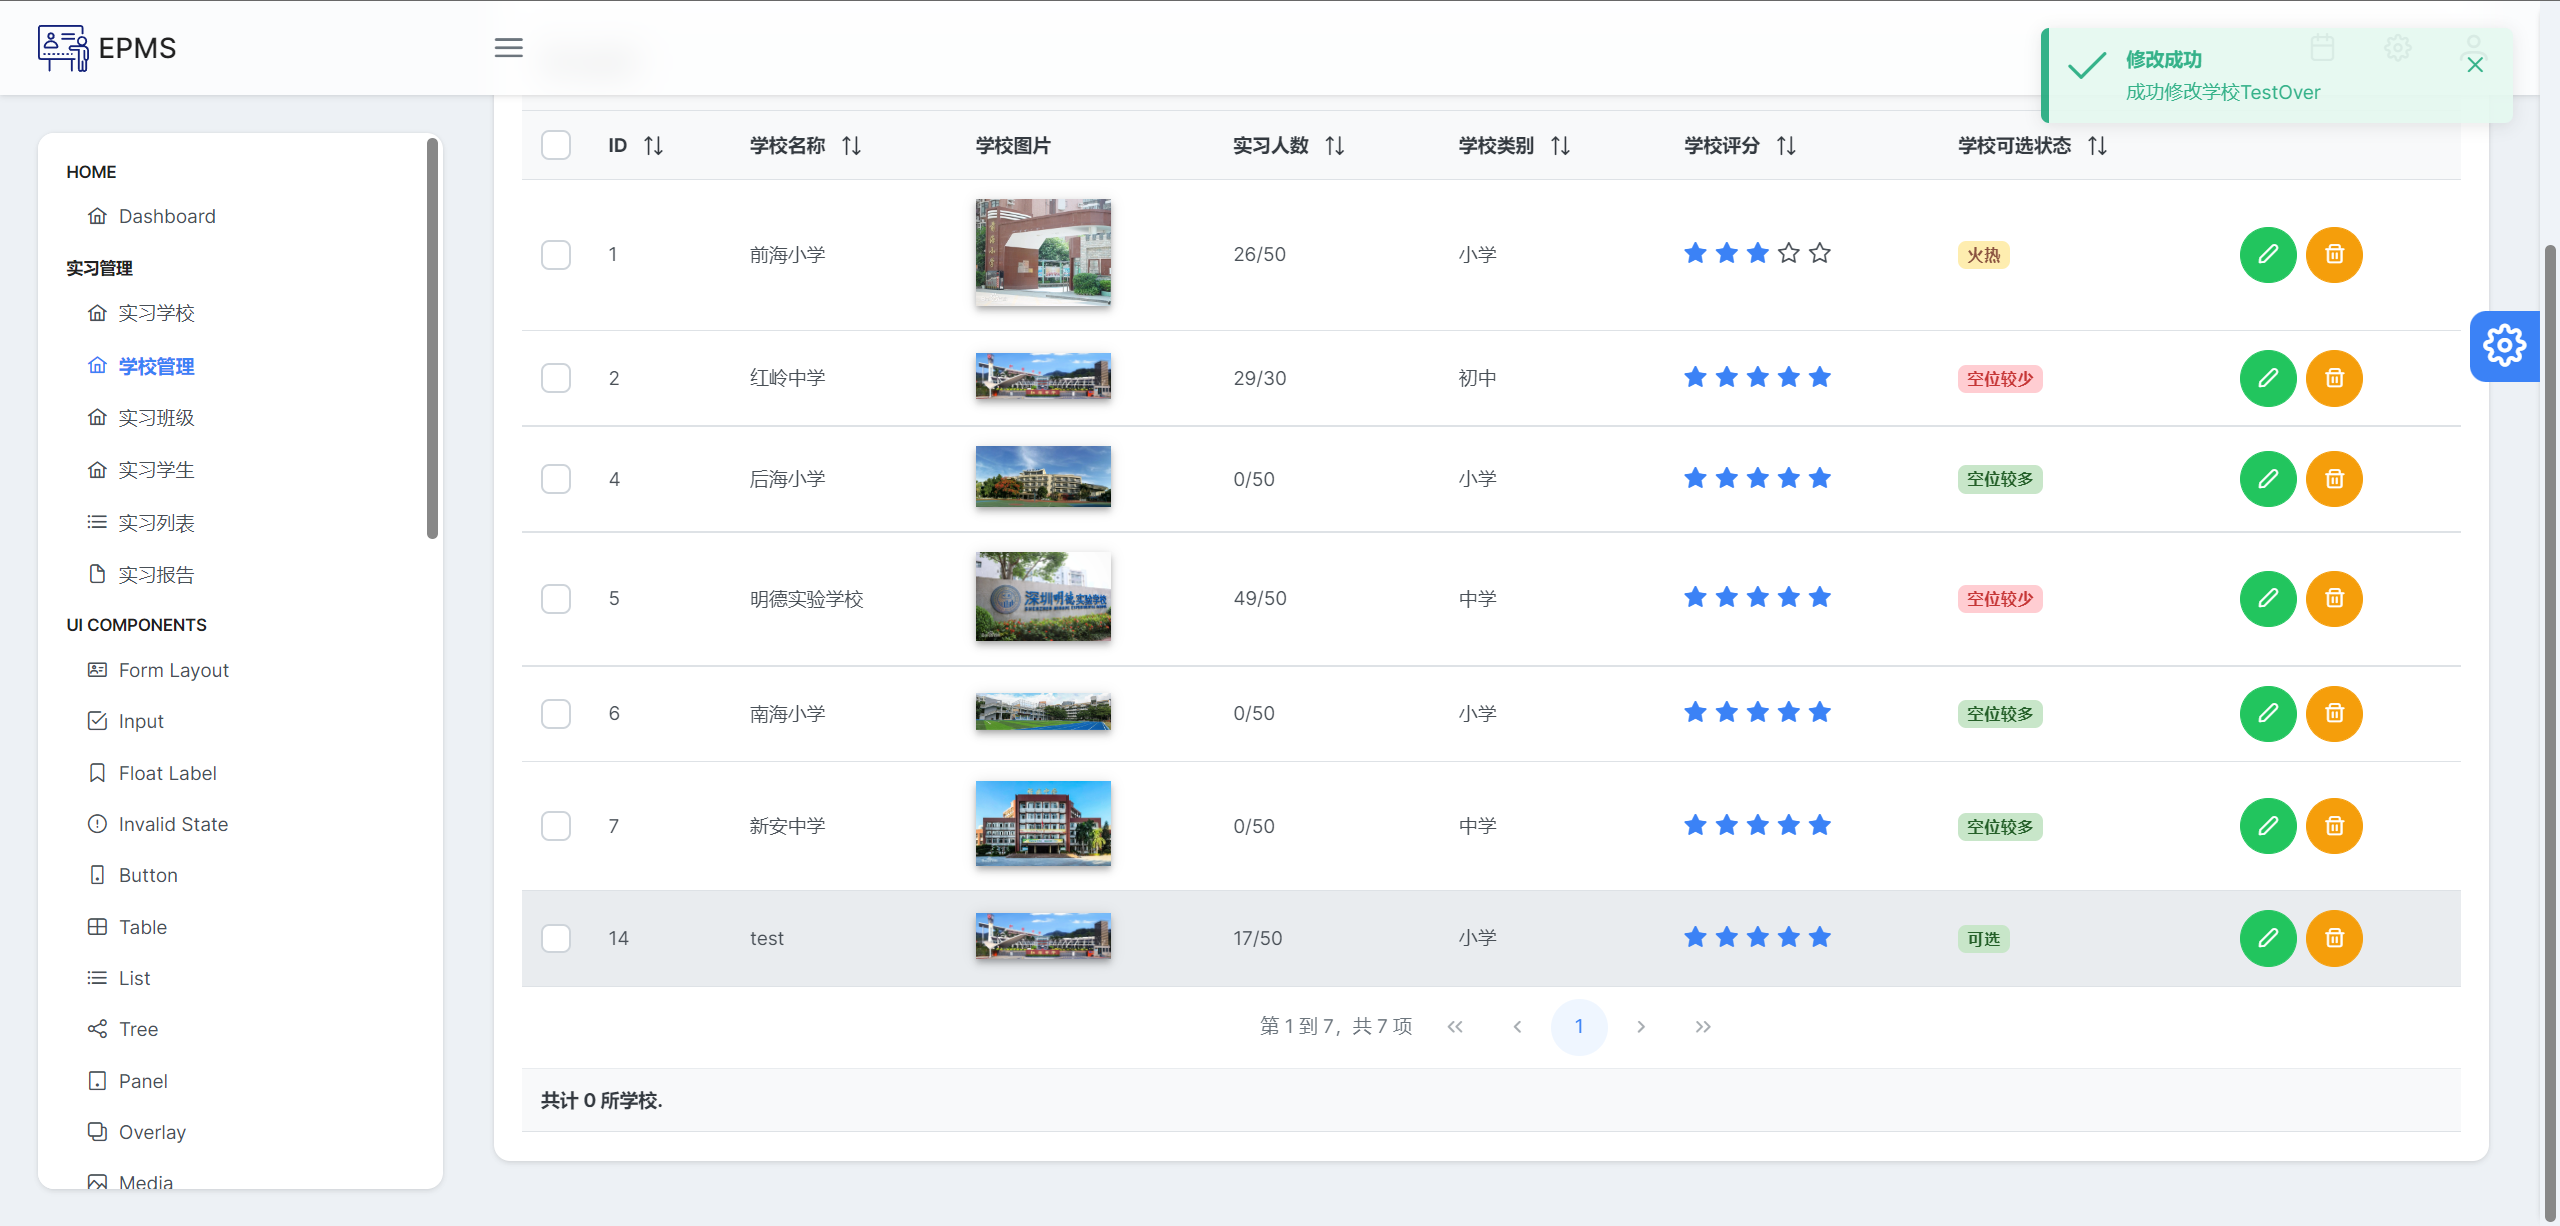 EPMS
修改成功
成功修改学校TestOver
HOME
Dashboard
实习管理
实习学校
学校管理
实习班级
实习学生
实习列表
实习报告
UI COMPONENTS
Form Layout
Input
Float Label
Invalid State
Button
Table
List
Tree
Panel
Overlay
Media
ID 学校名称 学校图片 实习人数 学校类别 学校评分 学校可选状态
1 前海小学 26/50 小学 火热
2 红岭中学 29/30 初中 空位较少
4 后海小学 0/50 小学 空位较多
5 明德实验学校 深圳明德实验学校 49/50 中学 空位较少
6 南海小学 0/50 小学 空位较多
7 新安中学 0/50 中学 空位较多
14 test 17/50 小学 可选
第 1 到 7，共 7 项 1
共计 0 所学校.